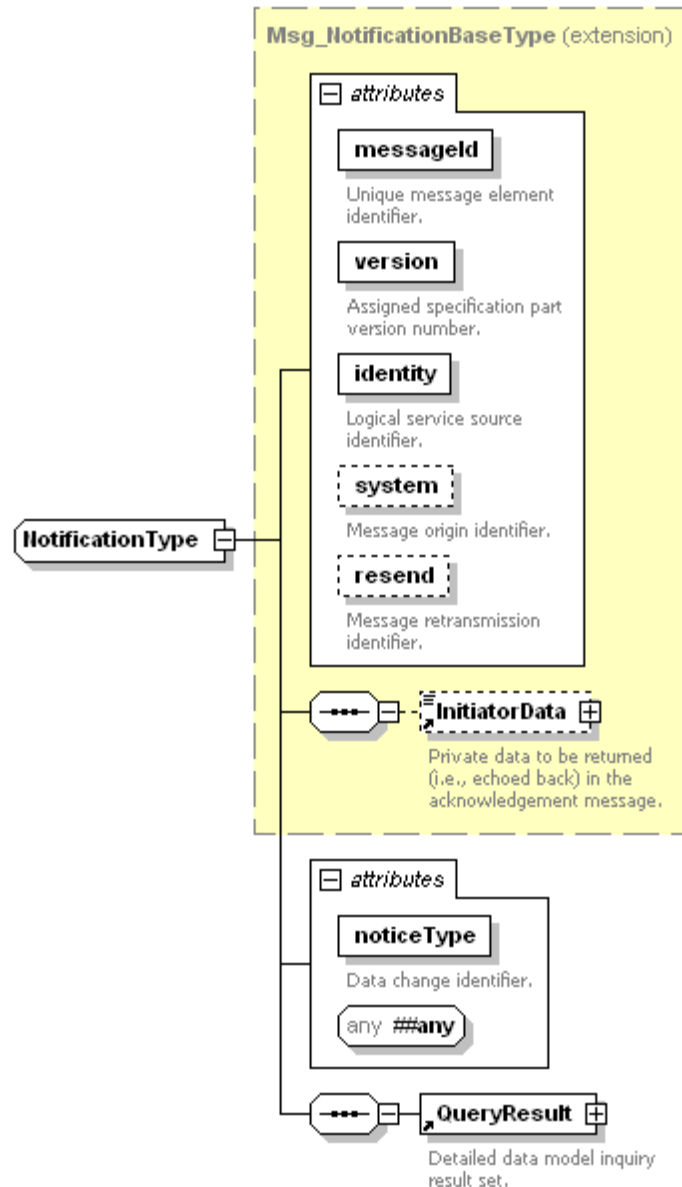 Msg_NotificationBaseType (extension)
attributes
messageId
Unique message element
identifier.
version
Assigned specification part
version number.
identity
Logical service source
identifier.
system
Message origin identifier.
resend
Message retransmission
identifier.
NotificationType
InitiatorData
Private data to be returned
(i.e., echoed back) in the
acknowledgement message.
attributes
noticeType
Data change identifier.
any ##any
QueryResult
Detailed data model inquiry
result set.